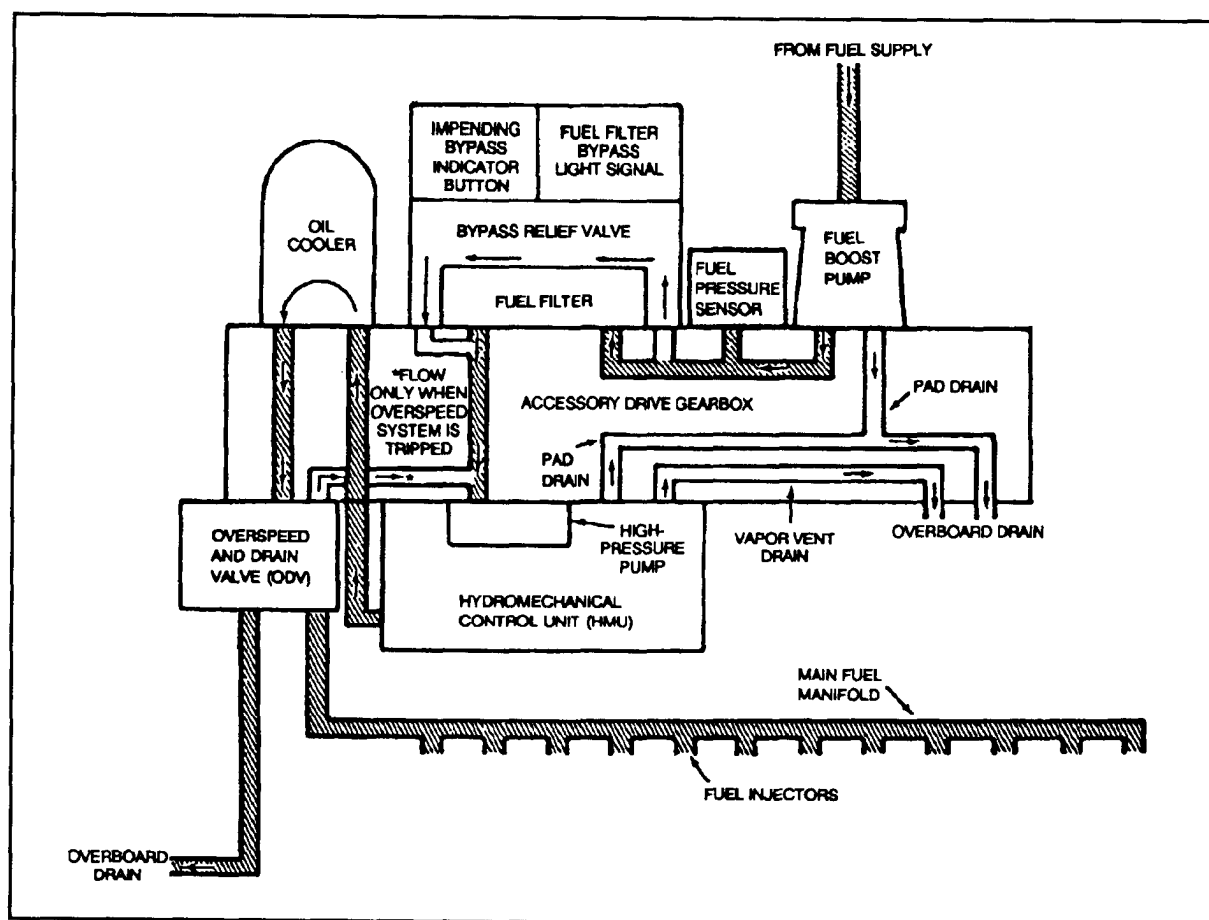 FROM FUEL SUPPLY
IMPENDING
BYPASS
INDICATOR
BUTTON
FUEL FILTER
BYPASS
LIGHT SIGNAL
OIL
COOLER
BYPASS RELIEF VALVE
FUEL FILTER
FUEL
PRESSURE
SENSOR
FUEL
BOOST
PUMP
*FLOW
ONLY WHEN
OVERSPEED
SYSTEM IS
TRIPPED
ACCESSORY DRIVE GEARBOX
PAD DRAIN
PAD
DRAIN
*
OVERSPEED
AND DRAIN
VALVE (ODV)
HIGH-
PRESSURE
PUMP
VAPOR VENT
DRAIN
OVERBOARD DRAIN
HYDROMECHANICAL
CONTROL UNIT (HMU)
MAIN FUEL
MANIFOLD
FUEL INJECTORS
OVERBOARD
DRAIN